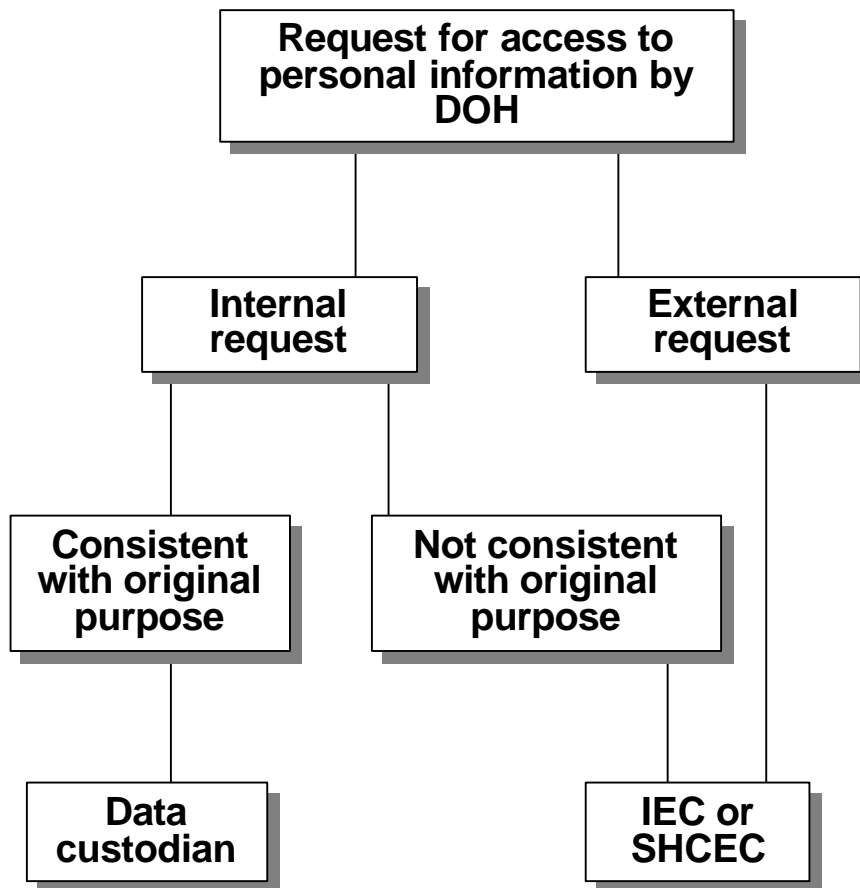 Request for access to
personal information by
DOH
Internal
request
External
request
Consistent
with original
purpose
Not consistent
with original
purpose
Data
custodian
IEC or
SHCEC